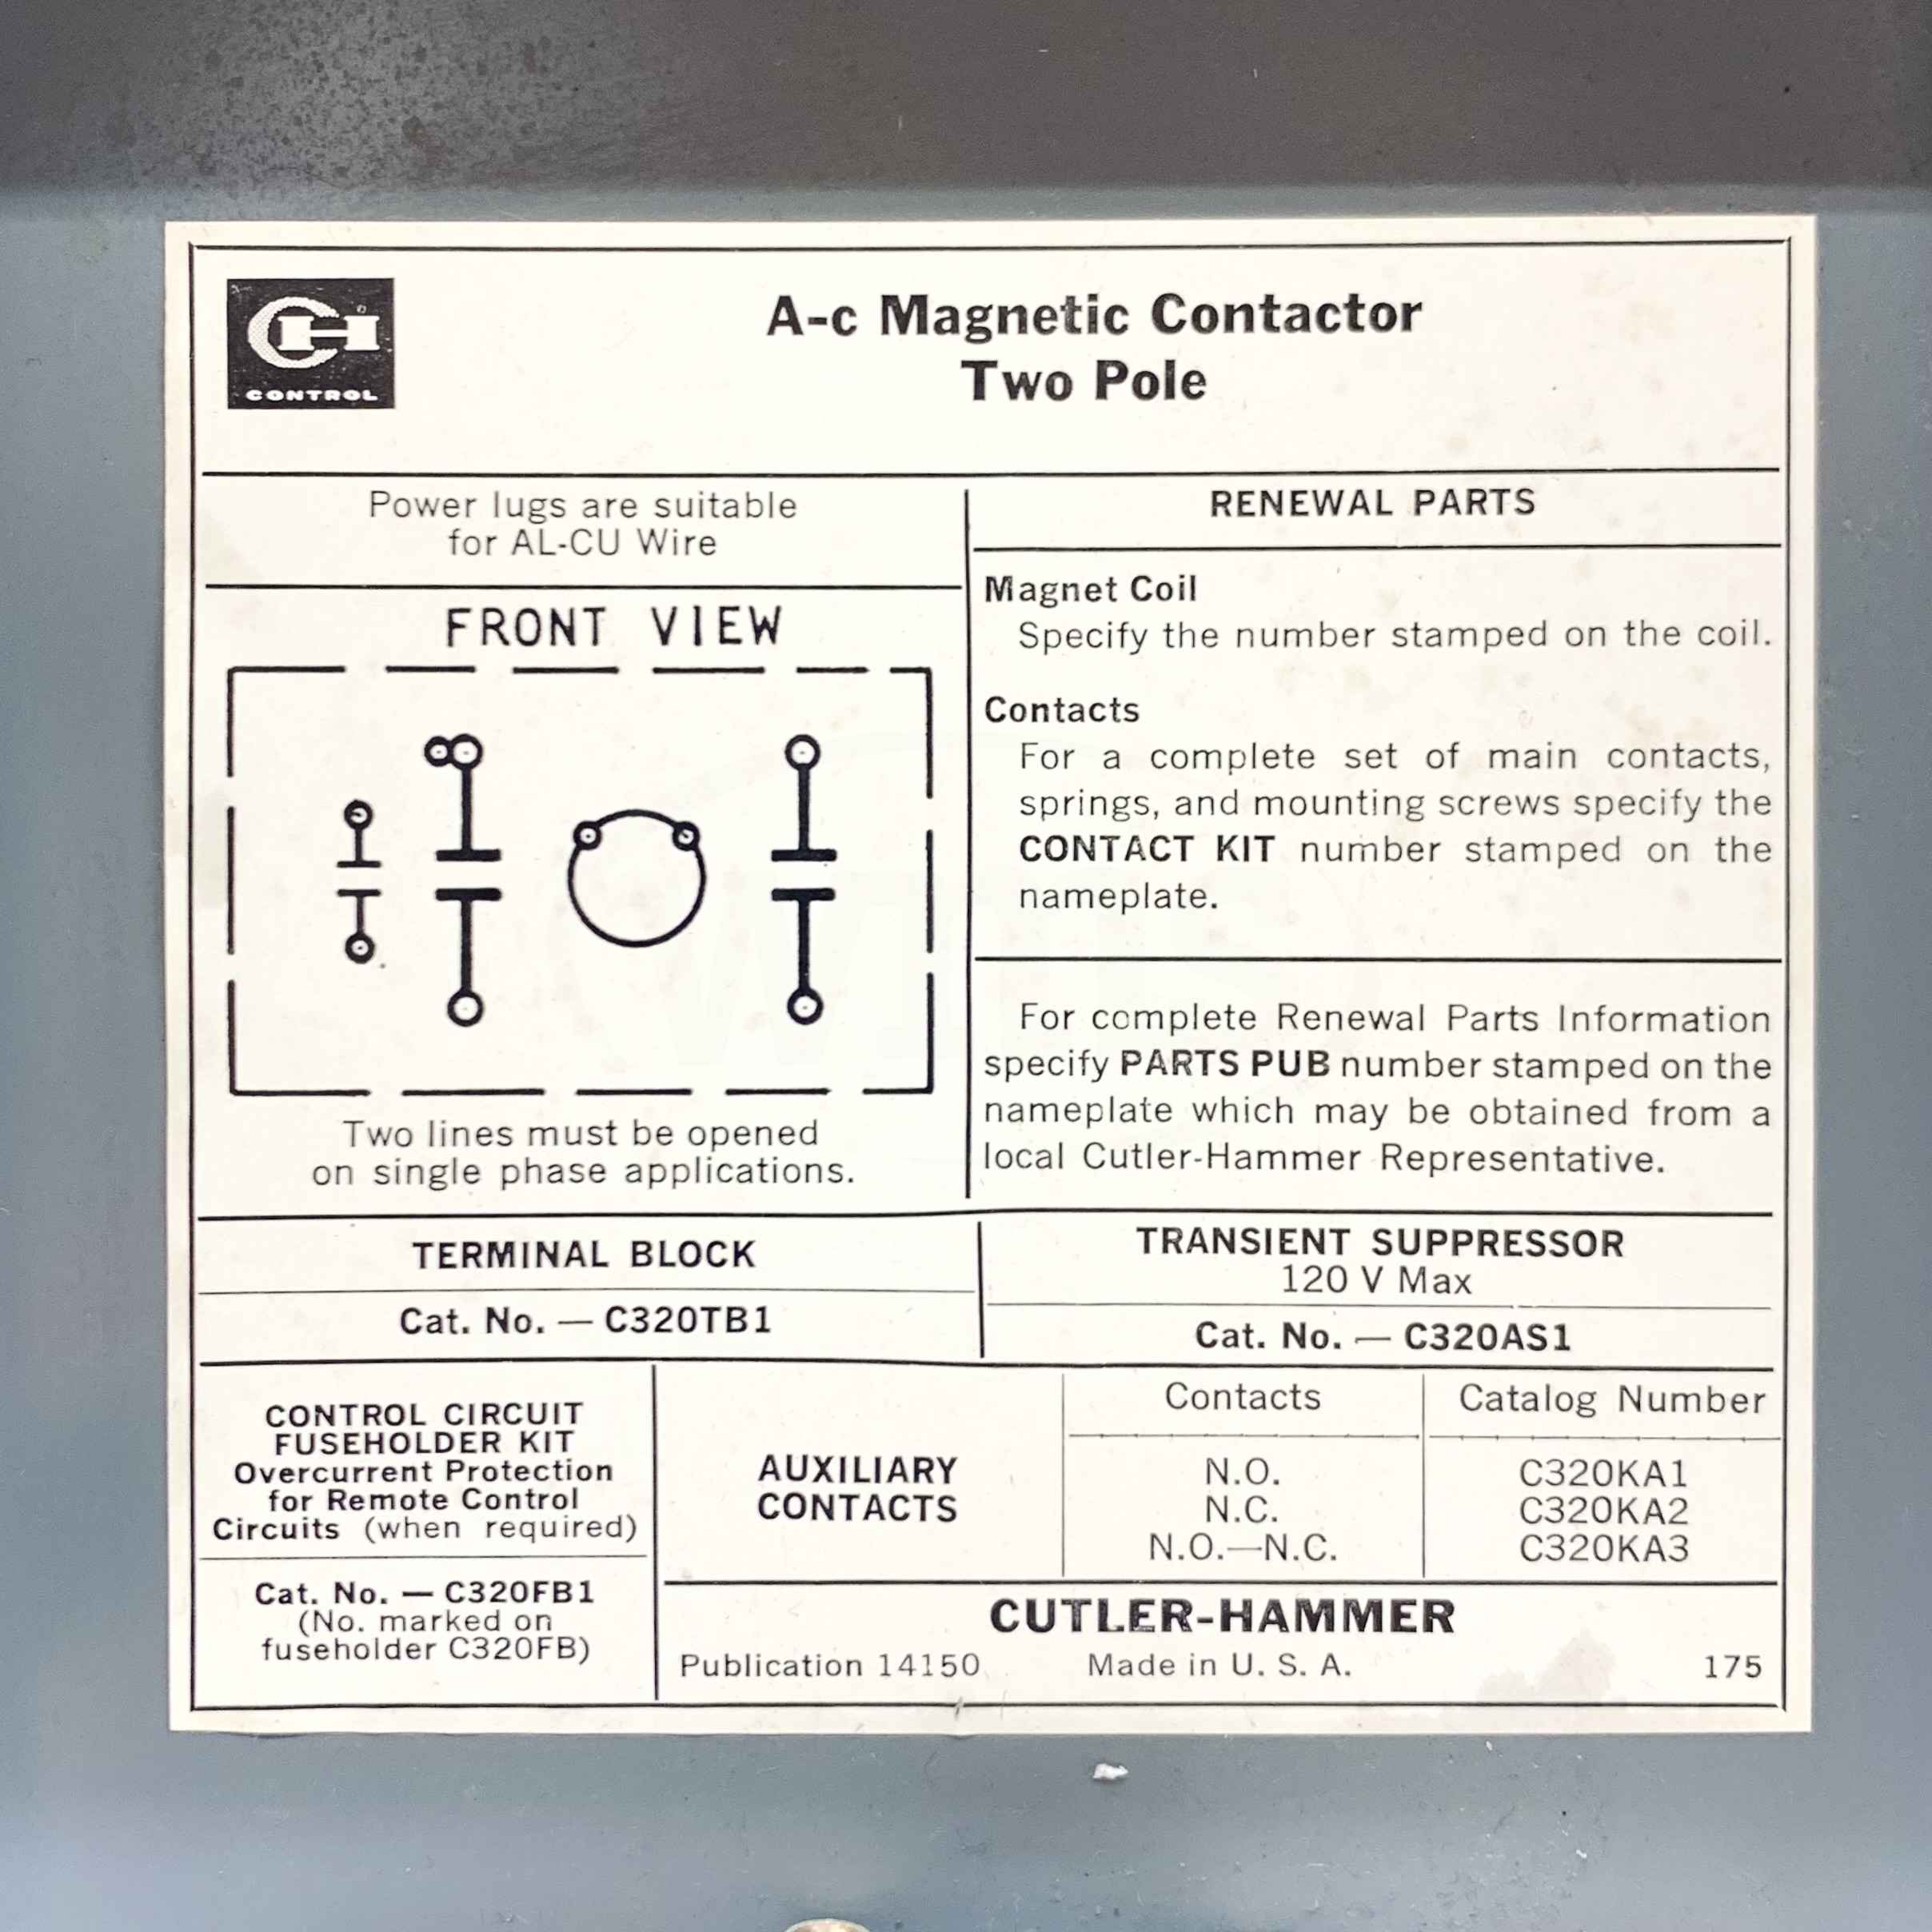 CH
CONTROL
A-c Magnetic Contactor
Two Pole
Power lugs are suitable
for AL-CU Wire
FRONT VIEW
Two lines must be opened
on single phase applications.
RENEWAL PARTS
Magnet Coil
Specify the number stamped on the coil.
Contacts
For a complete set of main contacts,
springs, and mounting screws specify the
CONTACT KIT number stamped on the
nameplate.
For complete Renewal Parts Information
specify PARTS PUB number stamped on the
nameplate which may be obtained from a
local Cutler-Hammer Representative.
TERMINAL BLOCK
Cat. No. — C320TB1
TRANSIENT SUPPRESSOR
120 V Max
Cat. No. — C320AS1
CONTROL CIRCUIT
FUSEHOLDER KIT
Overcurrent Protection
for Remote Control
Circuits (when required)
Cat. No. — C320FB1
(No. marked on
fuseholder C320FB)
AUXILIARY
CONTACTS
Contacts Catalog Number
N.O. C320KA1
N.C. C320KA2
N.O.—N.C. C320KA3
CUTLER-HAMMER
Publication 14150 Made in U. S. A. 175